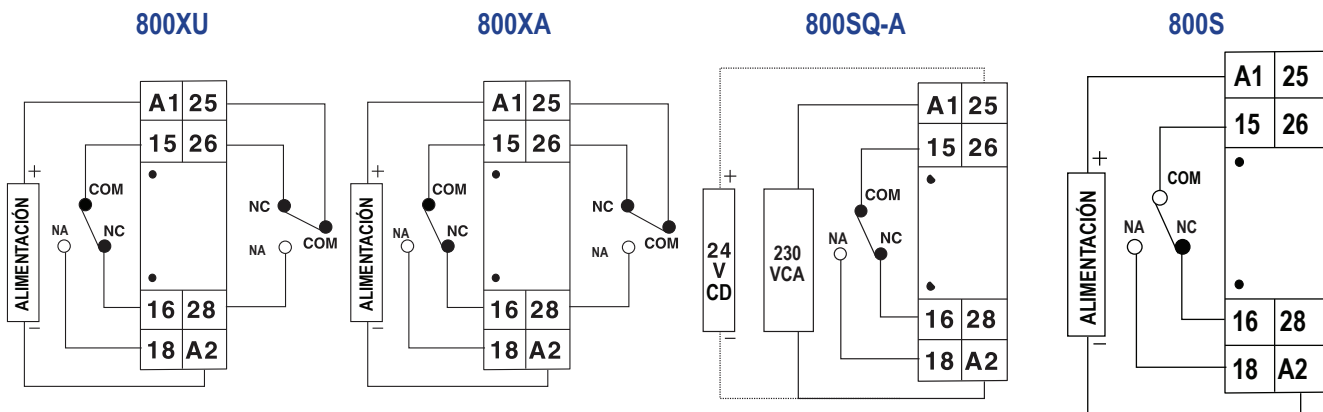 800XU
A1 25
15 26
+
ALIMENTACIÓN
–
COM
NA
NC
NC
COM
NA
16 28
18 A2
800XA
A1 25
15 26
+
ALIMENTACIÓN
–
COM
NA
NC
NC
COM
NA
16 28
18 A2
800SQ-A
A1 25
15 26
+
24
V
CD
–
230
VCA
COM
NA
NC
16 28
18 A2
800S
A1 25
15 26
+
ALIMENTACIÓN
–
COM
NA
NC
16 28
18 A2